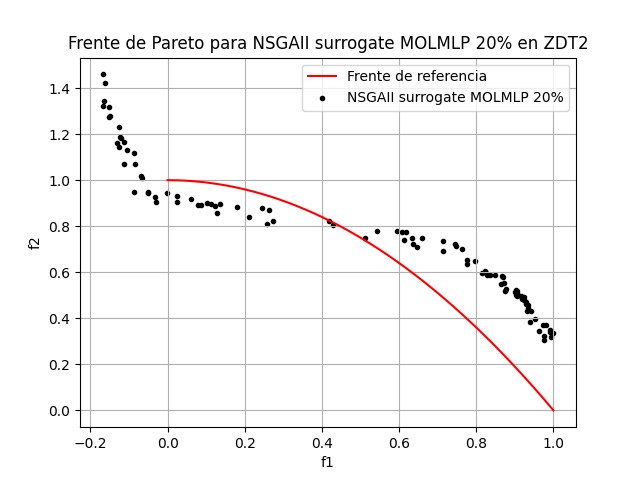 Frente de Pareto para NSGAII surrogate MOLMLP 20% en ZDT2
Frente de referencia
NSGAII surrogate MOLMLP 20%
f2
1.4
1.2
1.0
0.8
0.6
0.4
0.2
0.0
−0.2 0.0 0.2 0.4 0.6 0.8 1.0
f1